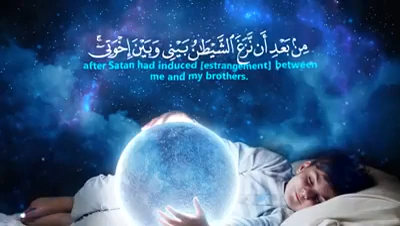 مِنۢ بَعْدِ أَن نَّزَغَ ٱلشَّيْطَـٰنُ بَيْنِى وَبَيْنَ إِخْوَتِىٓ ۚ
after Satan had induced [estrangement] between
me and my brothers.